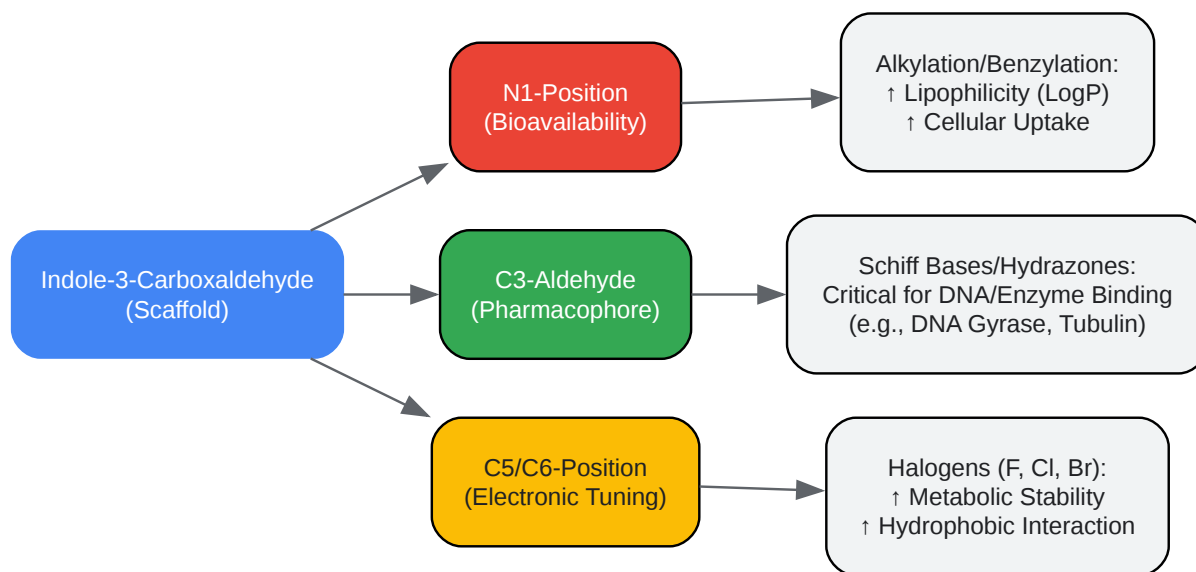 Indole-3-Carboxaldehyde
(Scaffold)
N1-Position
(Bioavailability)
Alkylation/Benzylation:
↑ Lipophilicity (LogP)
↑ Cellular Uptake
C3-Aldehyde
(Pharmacophore)
Schiff Bases/Hydrazones:
Critical for DNA/Enzyme Binding
(e.g., DNA Gyrase, Tubulin)
C5/C6-Position
(Electronic Tuning)
Halogens (F, Cl, Br):
↑ Metabolic Stability
↑ Hydrophobic Interaction